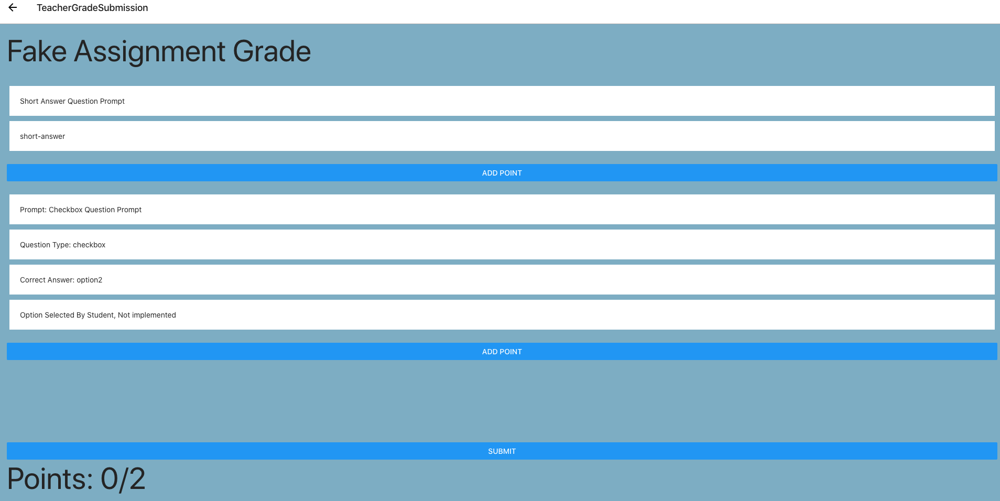 TeacherGradeSubmission
Fake Assignment Grade
Short Answer Question Prompt
short-answer
ADD POINT
Prompt: Checkbox Question Prompt
Question Type: checkbox
Correct Answer: option2
Option Selected By Student, Not implemented
ADD POINT
SUBMIT
Points: 0/2